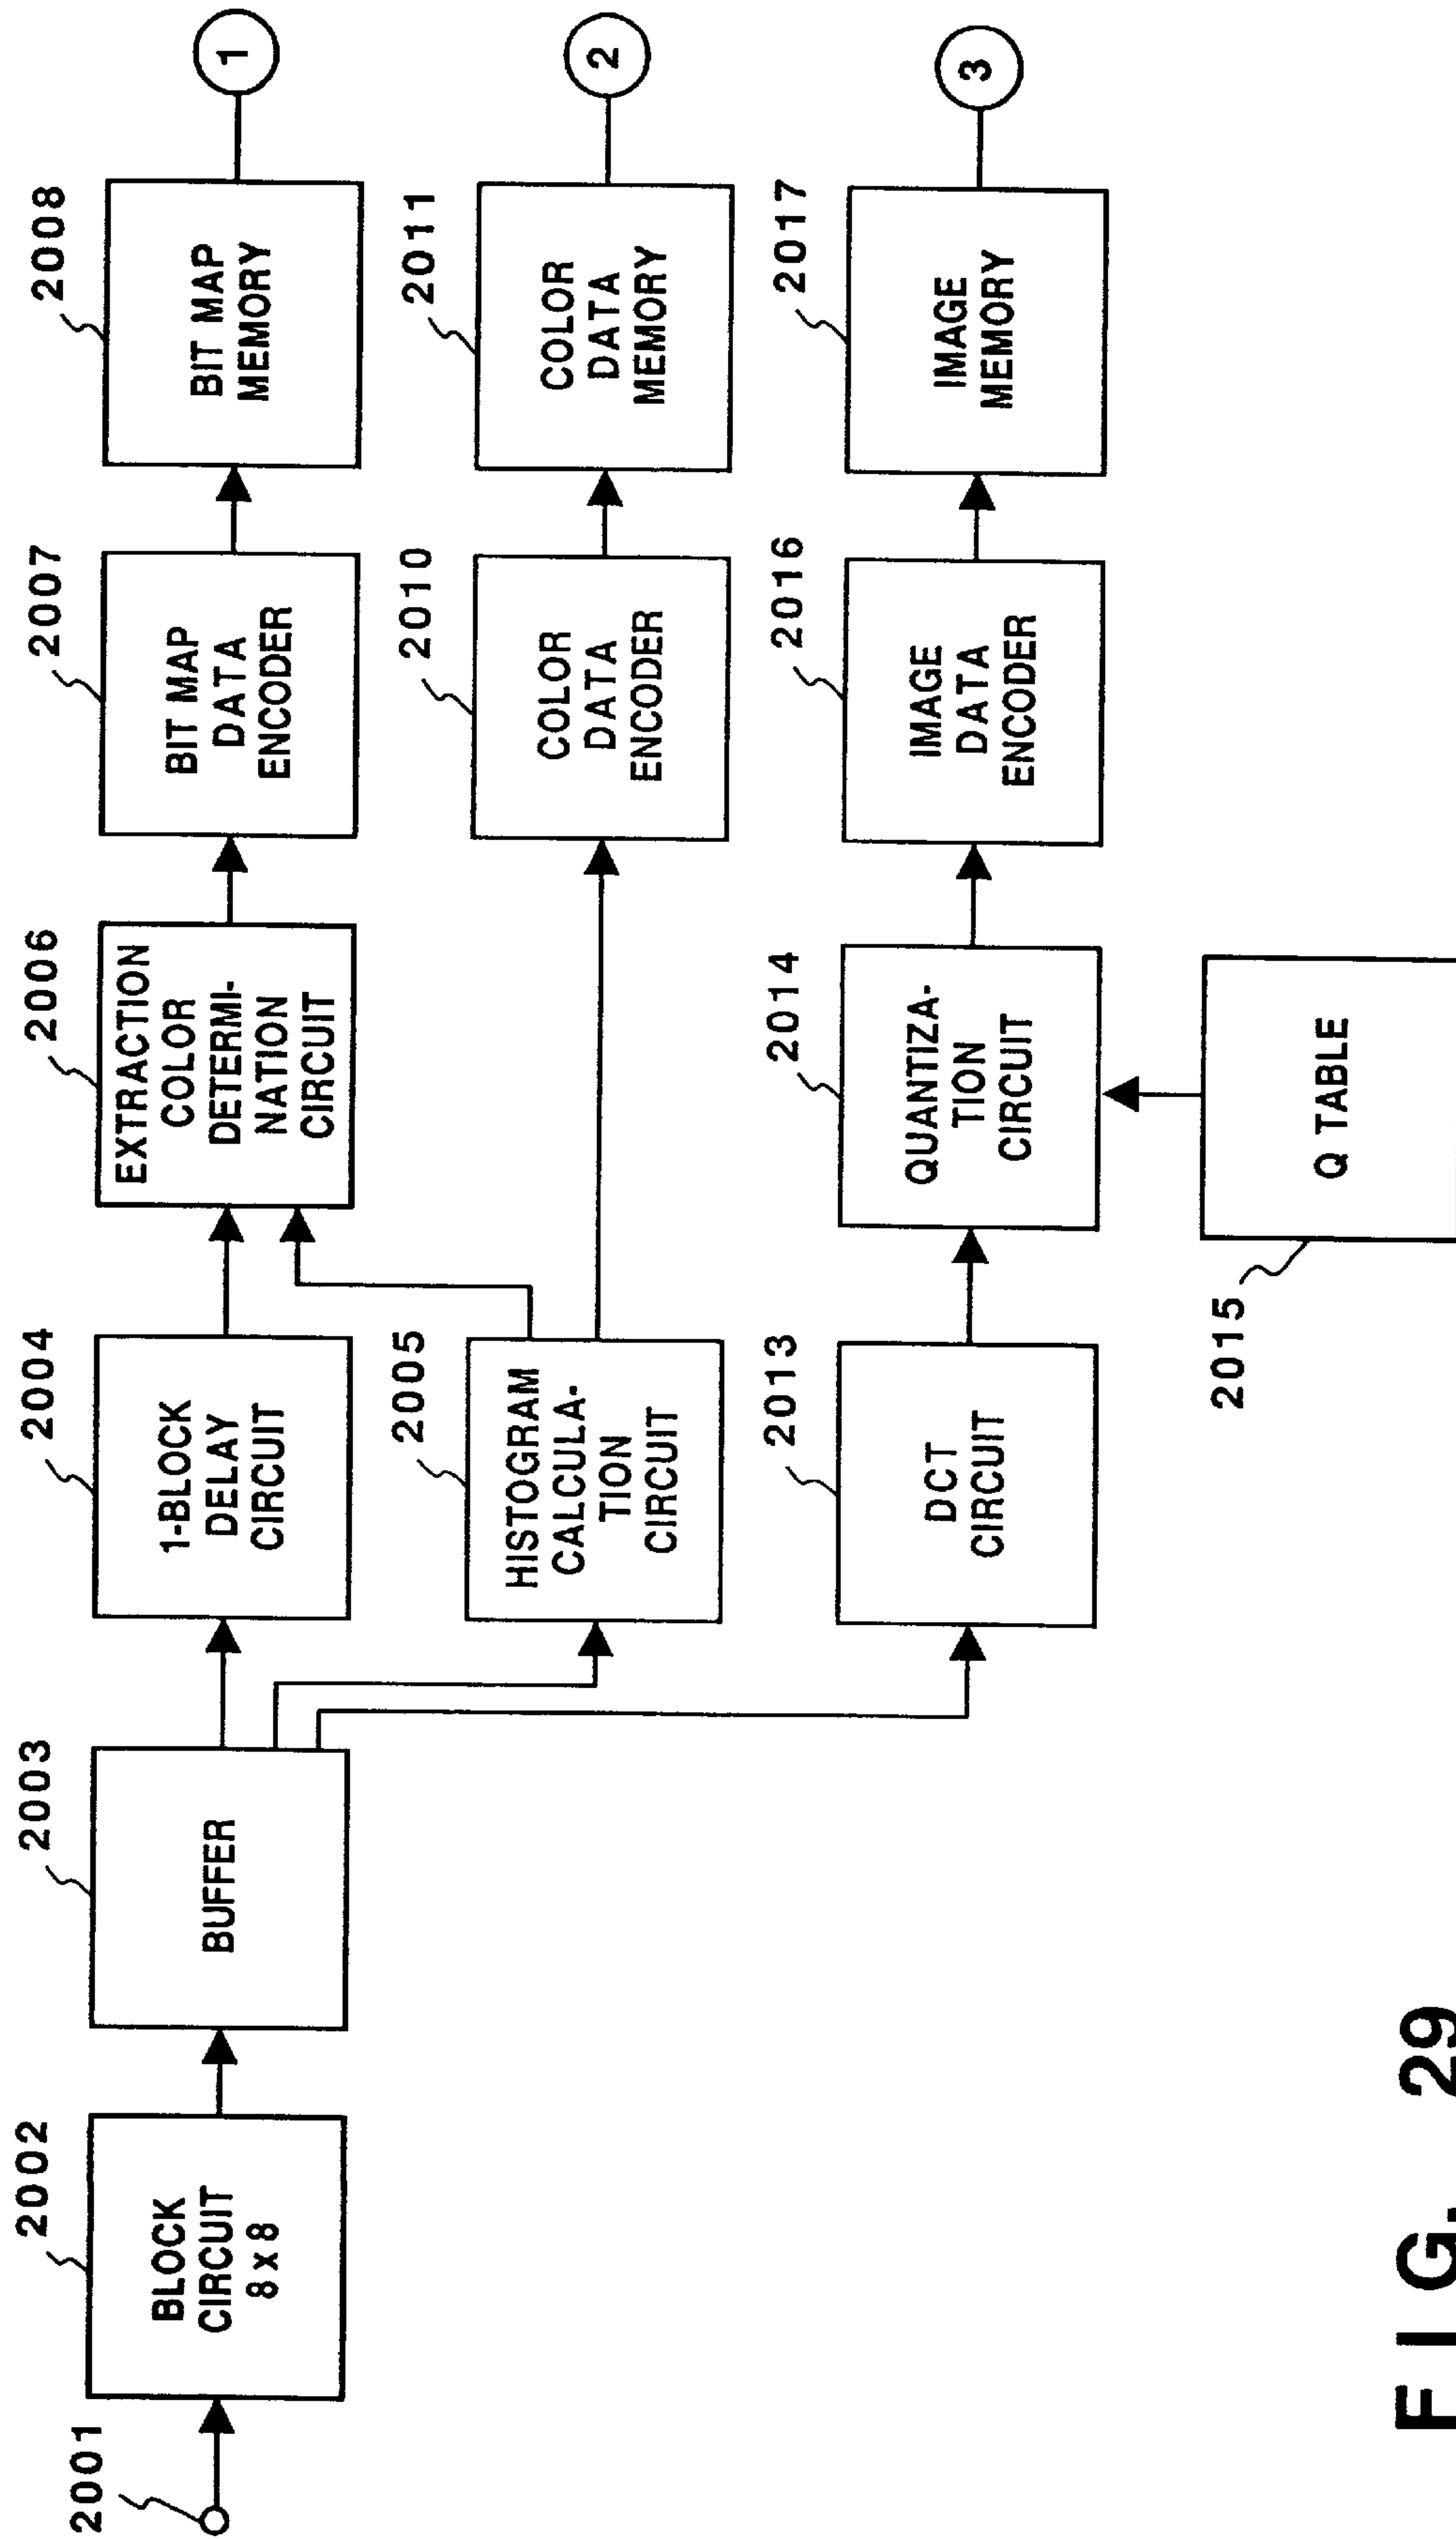 2001
2002
BLOCK
CIRCUIT
8 x 8
2003
BUFFER
2004
1-BLOCK
DELAY
CIRCUIT
2006
EXTRACTION
COLOR
DETERMI-
NATION
CIRCUIT
2007
BIT MAP
DATA
ENCODER
2008
BIT MAP
MEMORY
1
2005
HISTOGRAM
CALCULA-
TION
CIRCUIT
2010
COLOR
DATA
ENCODER
2011
COLOR
DATA
MEMORY
2
2013
DCT
CIRCUIT
2014
QUANTIZA-
TION
CIRCUIT
2016
IMAGE
DATA
ENCODER
2017
IMAGE
MEMORY
3
2015
Q TABLE
FIG. 29